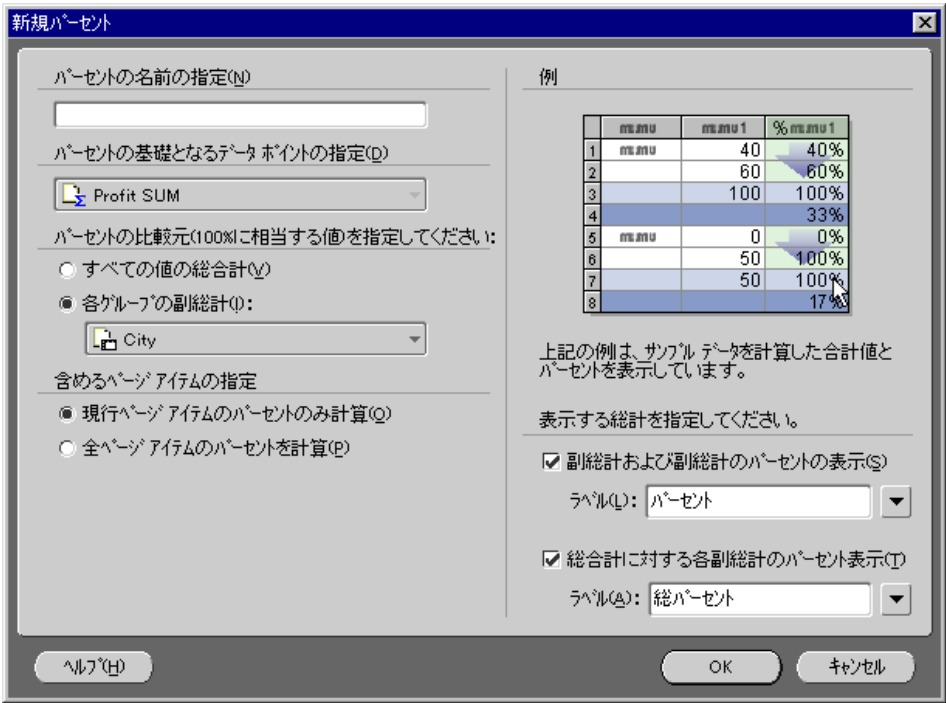 新規パーセント
パーセントの名前の指定(N)
パーセントの基礎となるデータ ポイントの指定(D)
Profit SUM
パーセントの比較元(100%に相当する値)を指定してください:
すべての値の総合計(V)
各グループの副総計(I):
City
含めるページ アイテムの指定
現行ページ アイテムのパーセントのみ計算(O)
全ページ アイテムのパーセントを計算(P)
例
1 40 40%
2 60 60%
3 100 100%
4 33%
5 0 0%
6 50 100%
7 50 100%
8 17%
上記の例は、サンプル データを計算した合計値と
パーセントを表示しています。
表示する総計を指定してください。
副総計および副総計のパーセントの表示(S)
ラベル(L): パーセント
総合計に対する各副総計のパーセント表示(T)
ラベル(A): 総パーセント
ヘルプ(H)
OK
キャンセル